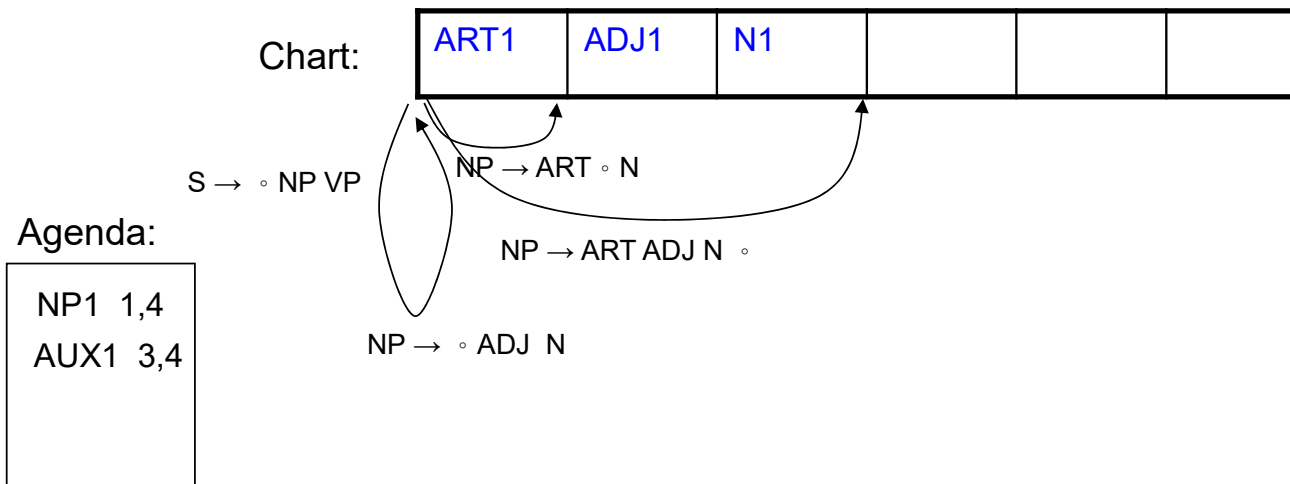 Chart:
ART1 ADJ1 N1
NP → ART ◦ N
S → ◦ NP VP
Agenda:
NP → ART ADJ N ◦
NP1 1,4
AUX1 3,4
NP → ◦ ADJ N